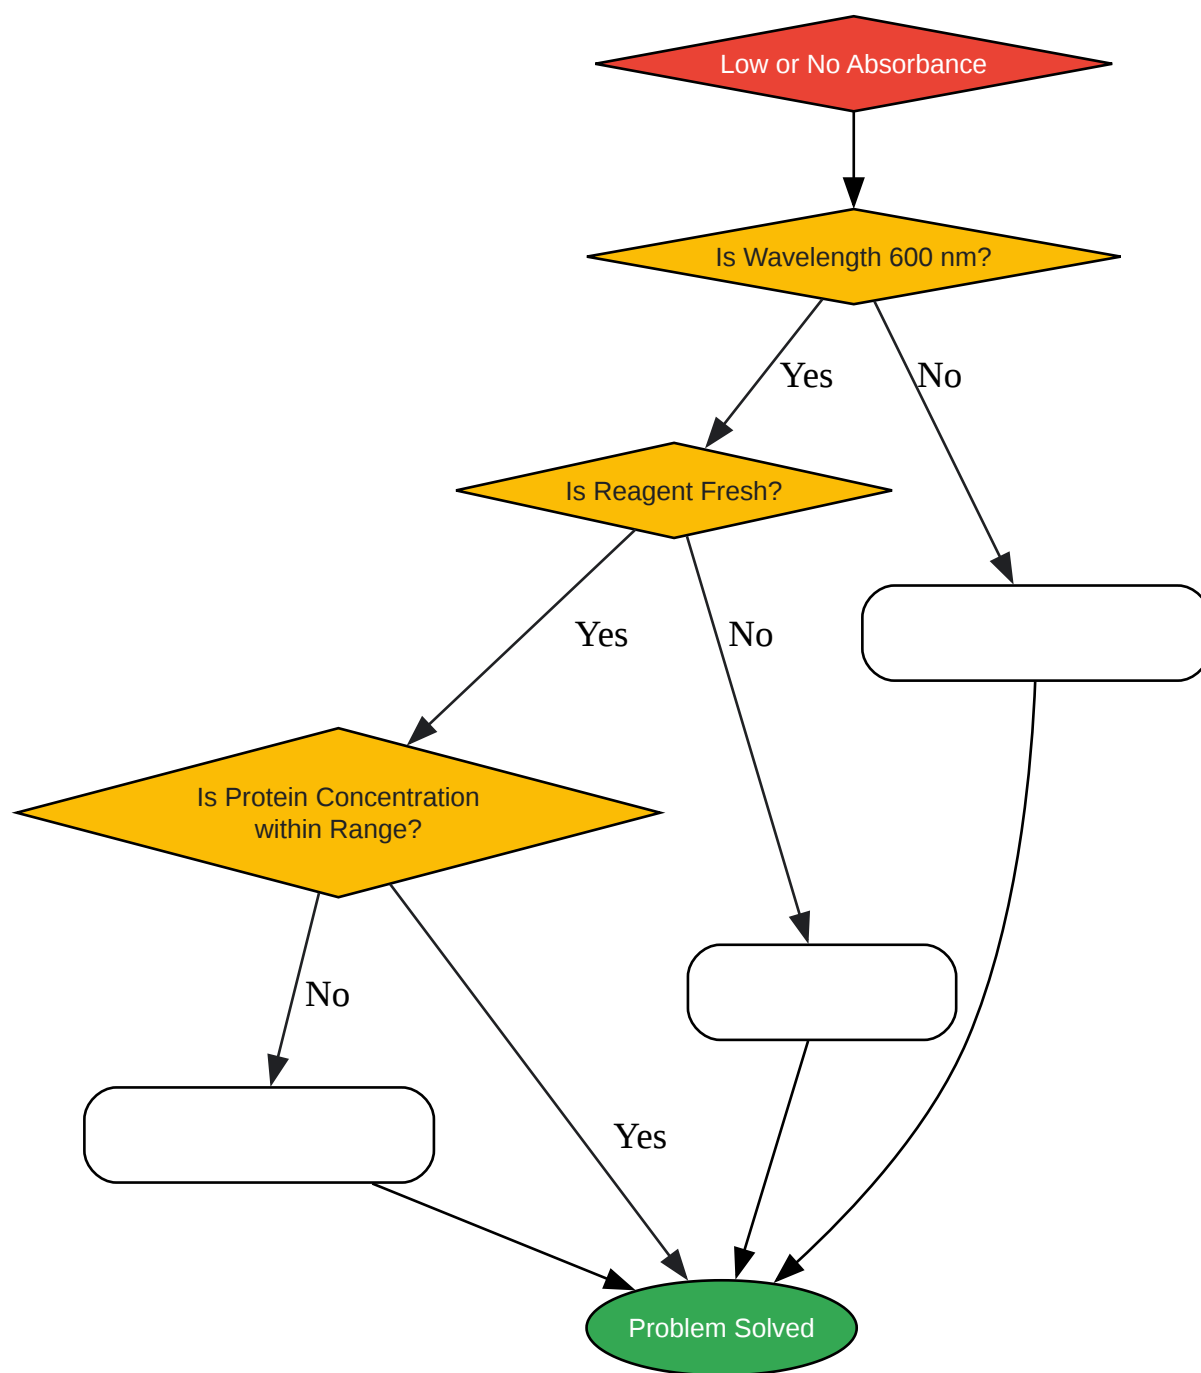 Low or No Absorbance
Is Wavelength 600 nm?
Yes
No
Is Reagent Fresh?
Yes
No
Is Protein Concentration
within Range?
No
Yes
Problem Solved